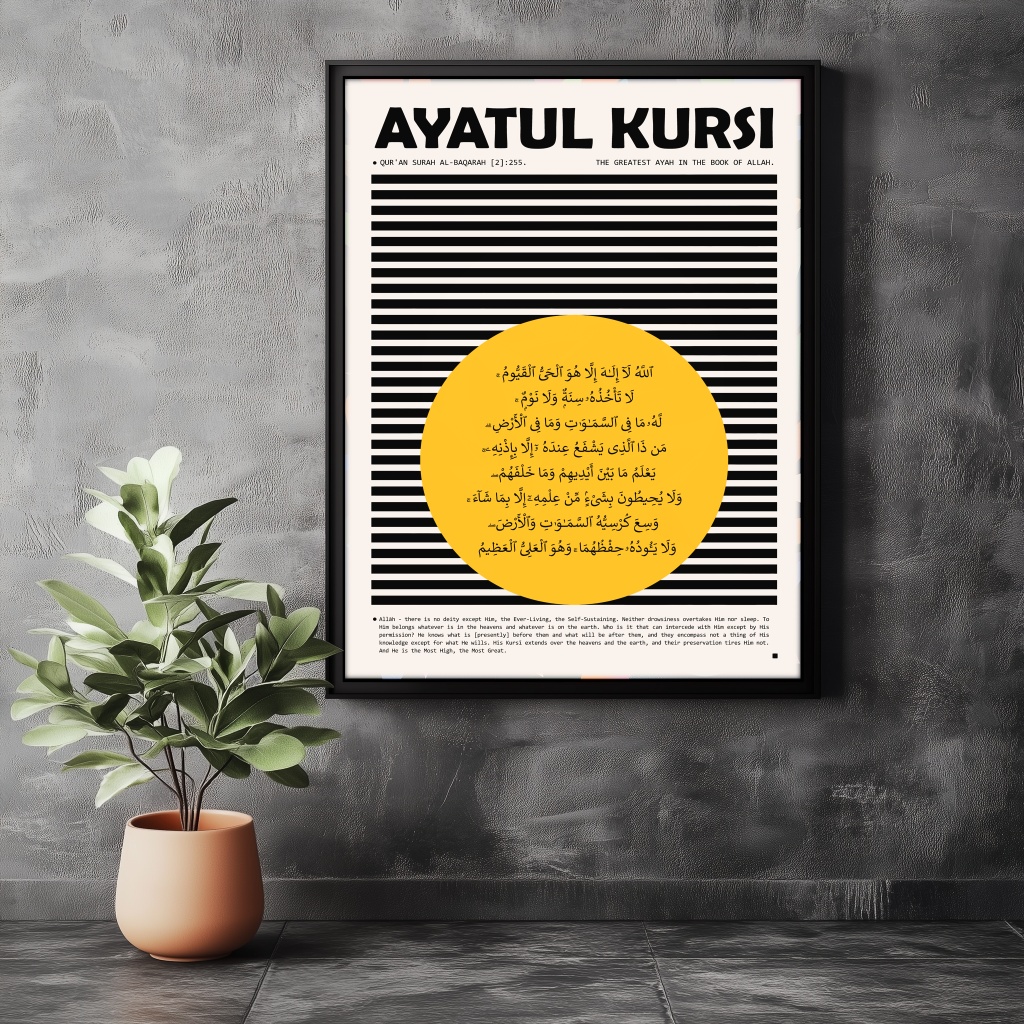 AYATUL KURSI
• QUR'AN SURAH AL-BAQARAH [2]:255. THE GREATEST AYAH IN THE BOOK OF ALLAH.
ٱللَّهُ لَآ إِلَـٰهَ إِلَّا هُوَ ٱلْحَىُّ ٱلْقَيُّومُ ۚ
لَا تَأْخُذُهُۥ سِنَةٌ وَلَا نَوْمٌ ۚ
لَّهُۥ مَا فِى ٱلسَّمَـٰوَٰتِ وَمَا فِى ٱلْأَرْضِ ۗ
مَن ذَا ٱلَّذِى يَشْفَعُ عِندَهُۥٓ إِلَّا بِإِذْنِهِۦ ۚ
يَعْلَمُ مَا بَيْنَ أَيْدِيهِمْ وَمَا خَلْفَهُمْ ۖ
وَلَا يُحِيطُونَ بِشَىْءٍ مِّنْ عِلْمِهِۦٓ إِلَّا بِمَا شَآءَ ۚ
وَسِعَ كُرْسِيُّهُ ٱلسَّمَـٰوَٰتِ وَٱلْأَرْضَ ۖ
وَلَا يَـُٔودُهُۥ حِفْظُهُمَا ۚ وَهُوَ ٱلْعَلِىُّ ٱلْعَظِيمُ
• Allāh - there is no deity except Him, the Ever-Living, the Self-Sustaining. Neither drowsiness overtakes Him nor sleep. To
Him belongs whatever is in the heavens and whatever is on the earth. Who is it that can intercede with Him except by His
permission? He knows what is [presently] before them and what will be after them, and they encompass not a thing of His
knowledge except for what He wills. His Kursi extends over the heavens and the earth, and their preservation tires Him not.
And He is the Most High, the Most Great.